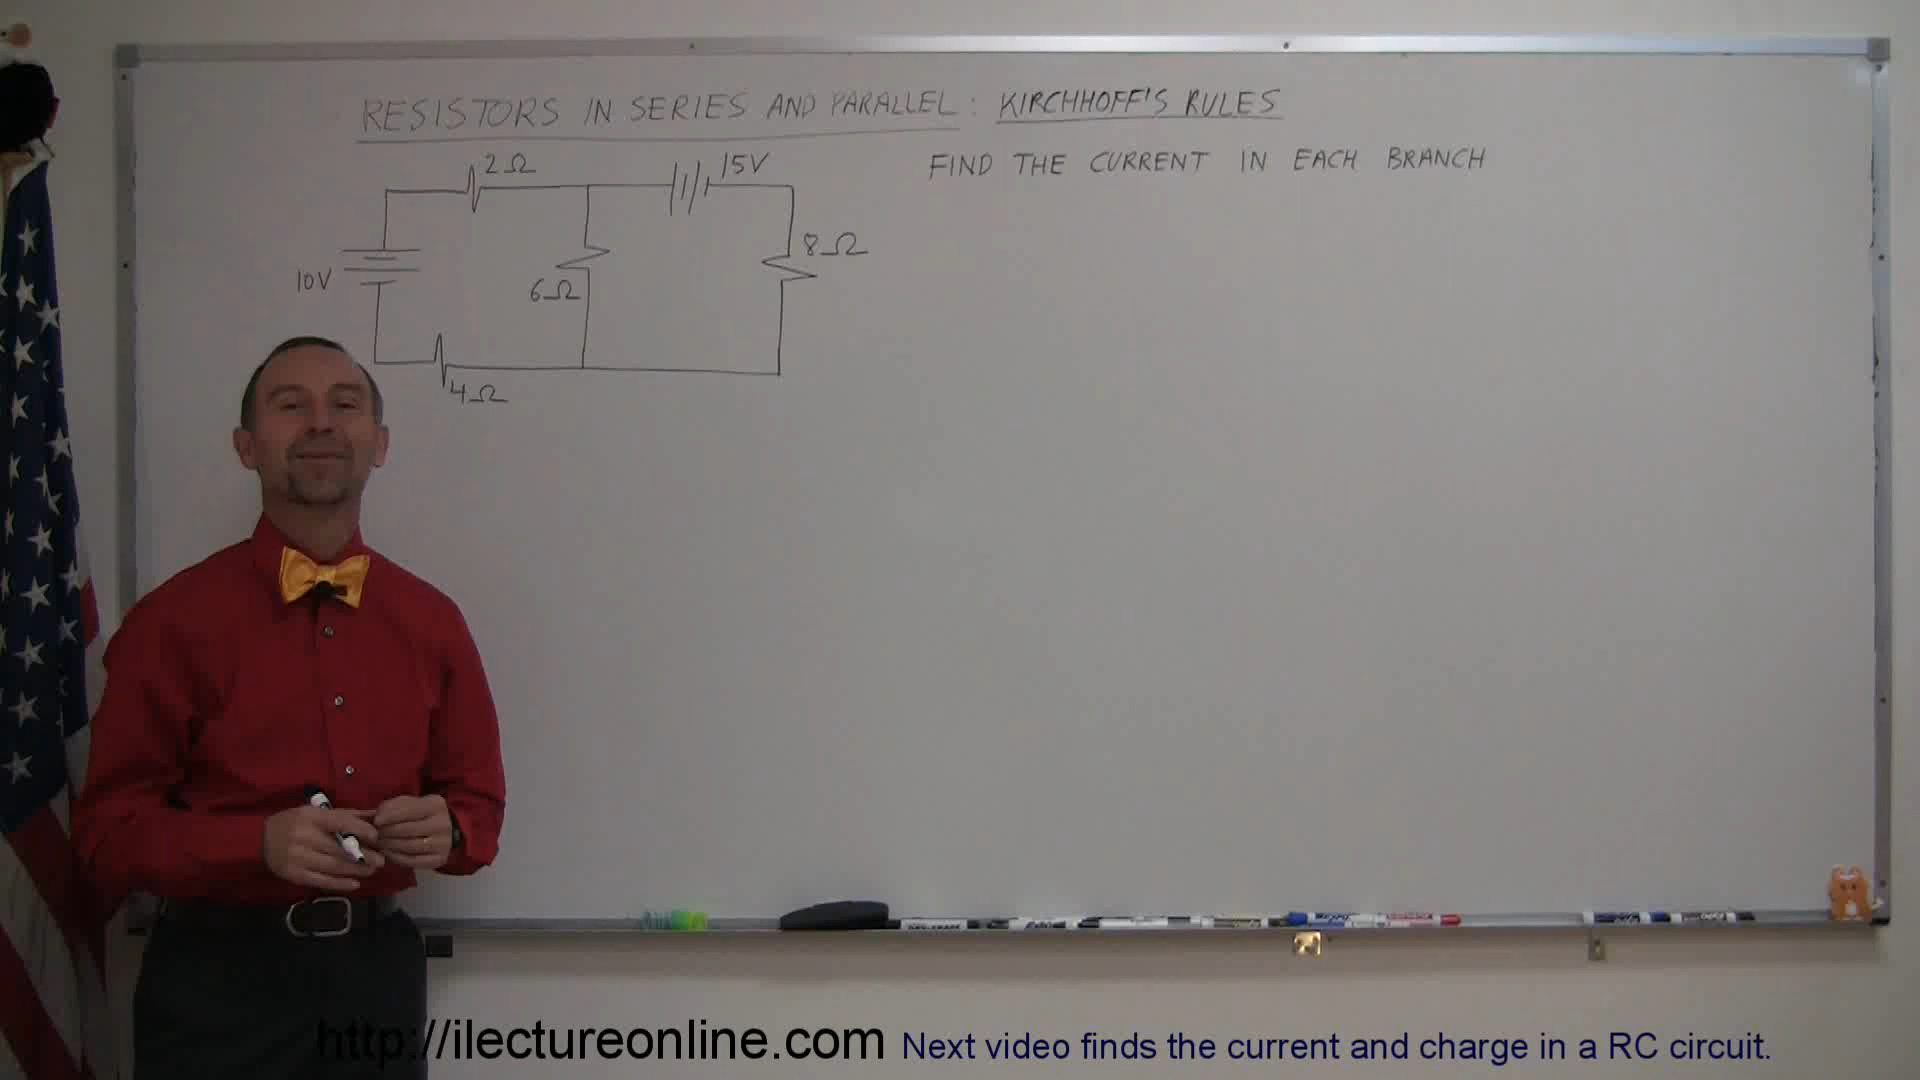 RESISTORS IN SERIES AND PARALLEL: KIRCHHOFF'S RULES
FIND THE CURRENT IN EACH BRANCH
2Ω
15V
8Ω
10V
6Ω
4Ω
http://ilectureonline.com Next video finds the current and charge in a RC circuit.